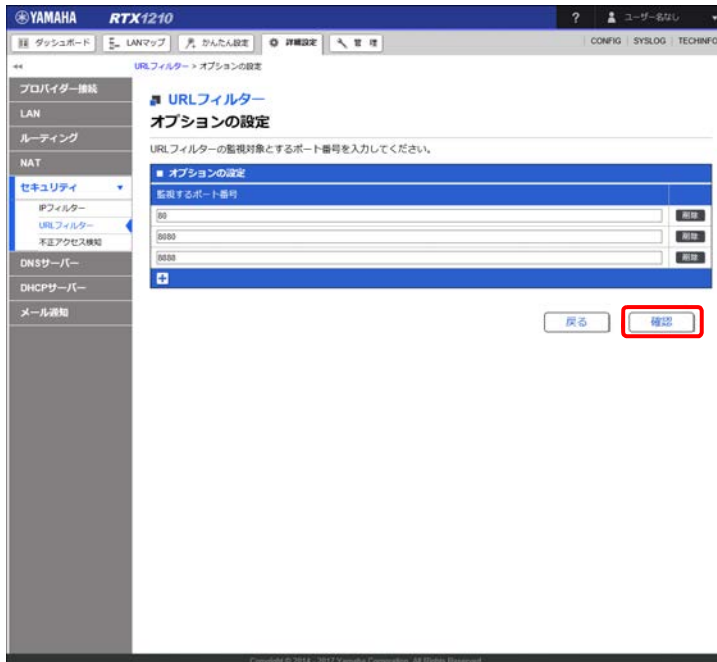 YAMAHA RTX1210 ? ユーザー名なし
ダッシュボード LANマップ かんたん設定 詳細設定 管理 CONFIG SYSLOG TECHINFO
URLフィルター > オプションの設定
プロバイダー接続
LAN
ルーティング
NAT
セキュリティ
IPフィルター
URLフィルター
不正アクセス検知
DNSサーバー
DHCPサーバー
メール通知
URLフィルター
オプションの設定
URLフィルターの監視対象とするポート番号を入力してください。
オプションの設定
監視するポート番号
80 削除
8080 削除
8888 削除
戻る 確認
Copyright © 2014 - 2017 Yamaha Corporation. All Rights Reserved.